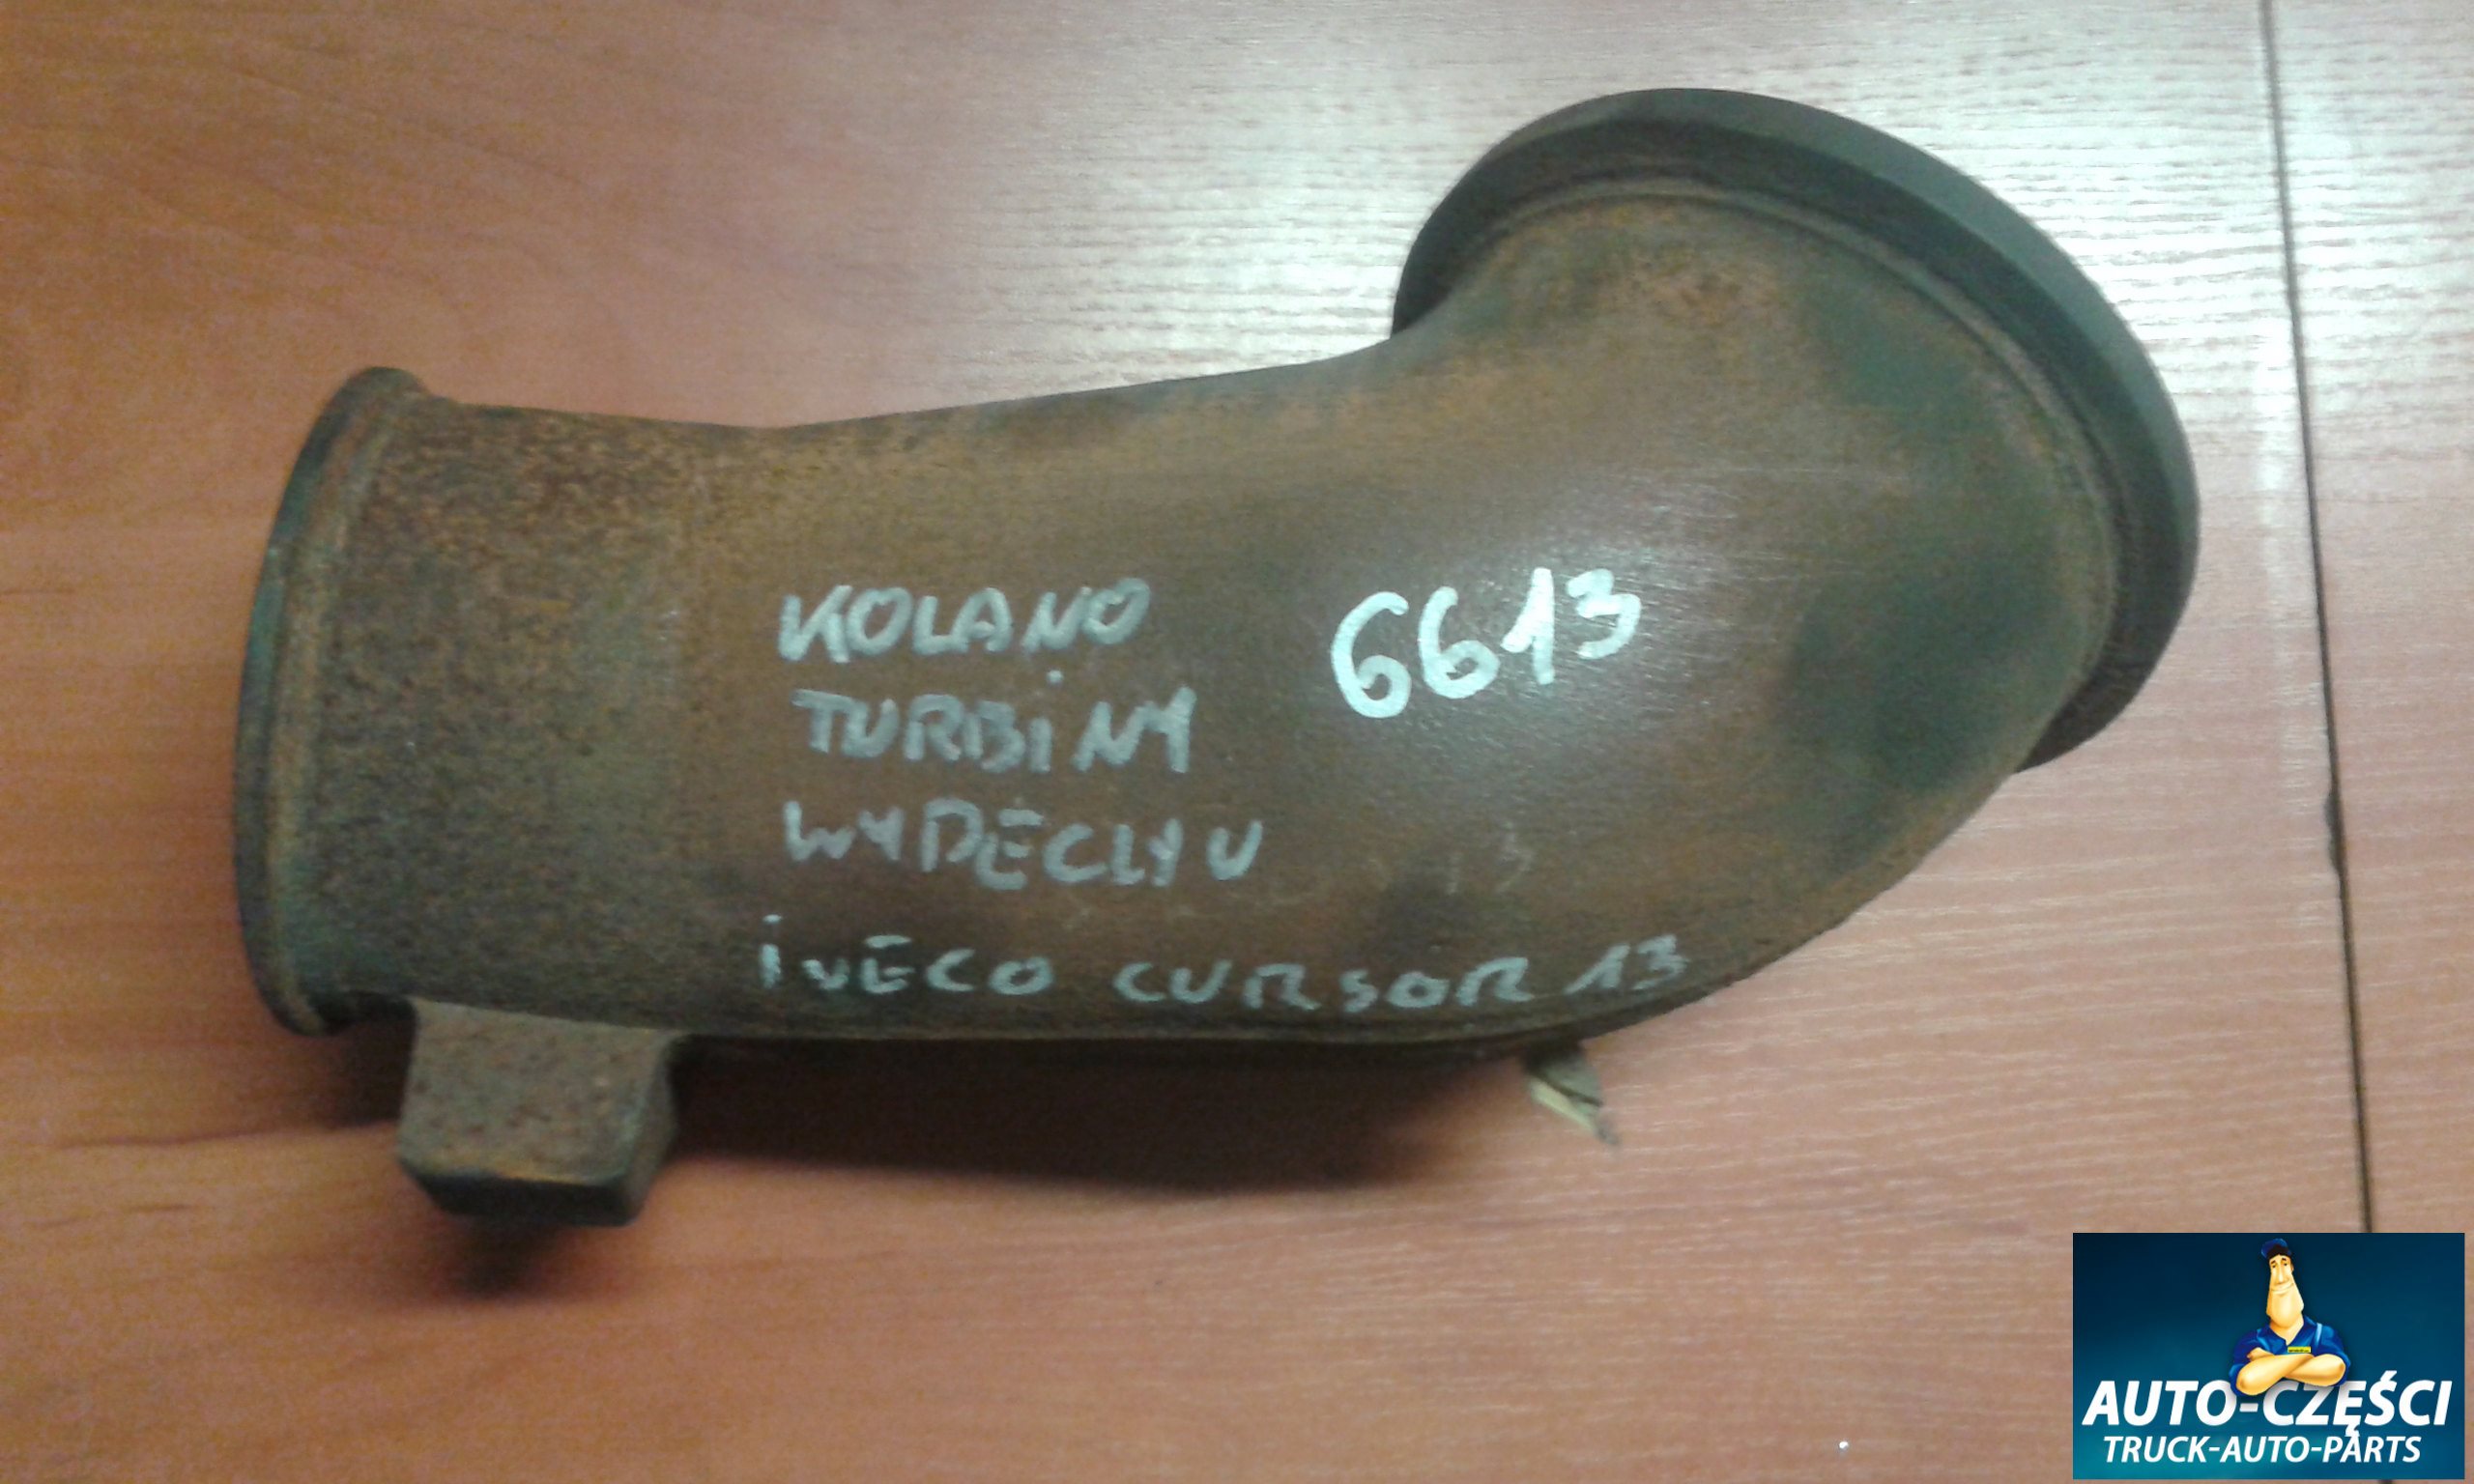 KOLANO
TURBiNY
WYDECHU
6613
iVECO CURSOR 13
AUTO-CZĘŚCI
TRUCK-AUTO-PARTS